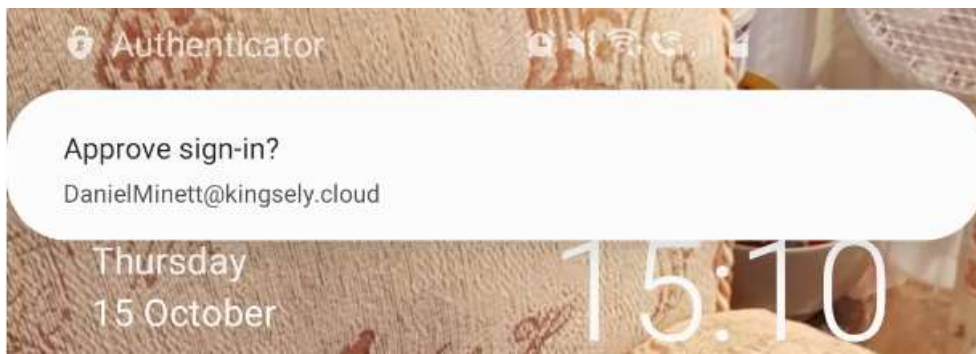 Authenticator
Approve sign-in?
DanielMinett@kingsely.cloud
Thursday
15 October
15:10